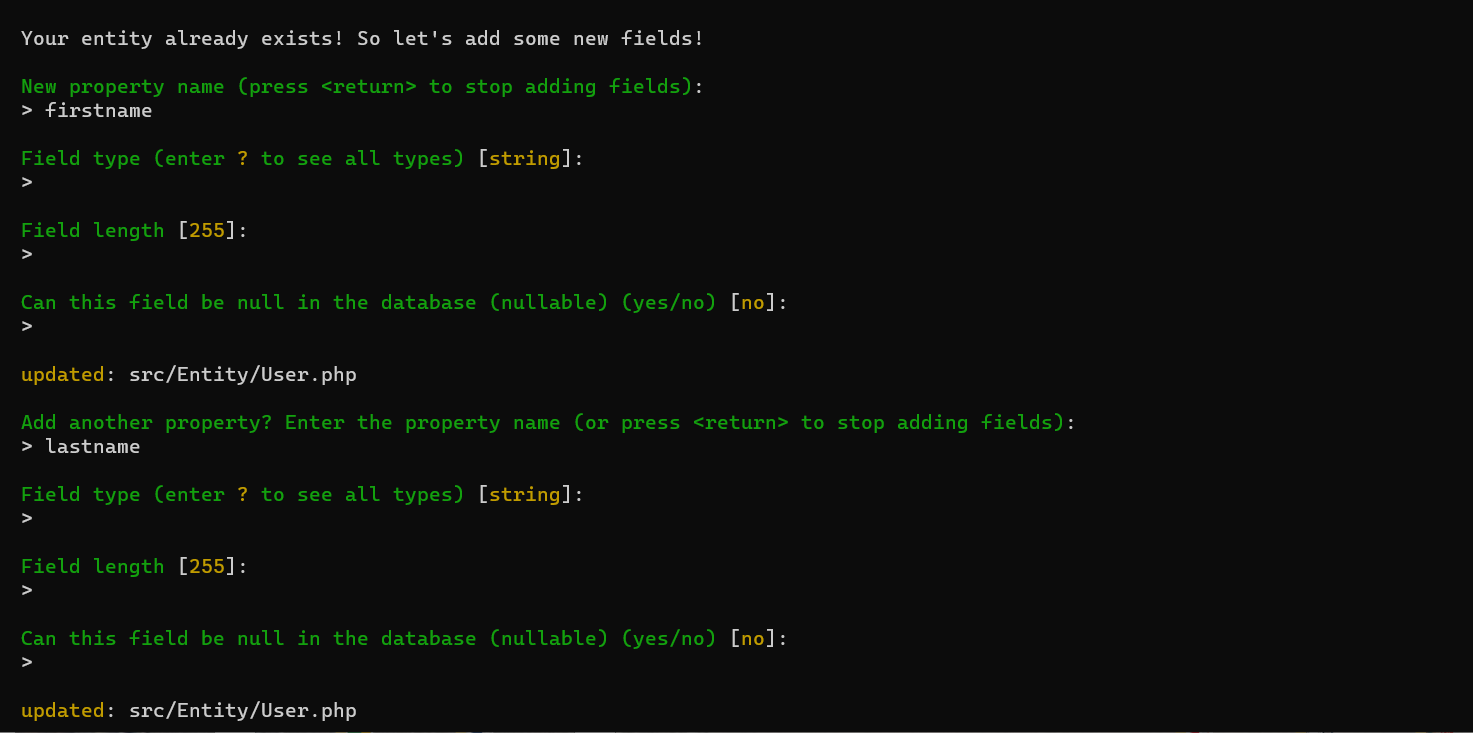 Your entity already exists! So let's add some new fields!
New property name (press <return> to stop adding fields):
> firstname
Field type (enter ? to see all types) [string]:
>
Field length [255]:
>
Can this field be null in the database (nullable) (yes/no) [no]:
>
updated: src/Entity/User.php
Add another property? Enter the property name (or press <return> to stop adding fields):
> lastname
Field type (enter ? to see all types) [string]:
>
Field length [255]:
>
Can this field be null in the database (nullable) (yes/no) [no]:
>
updated: src/Entity/User.php